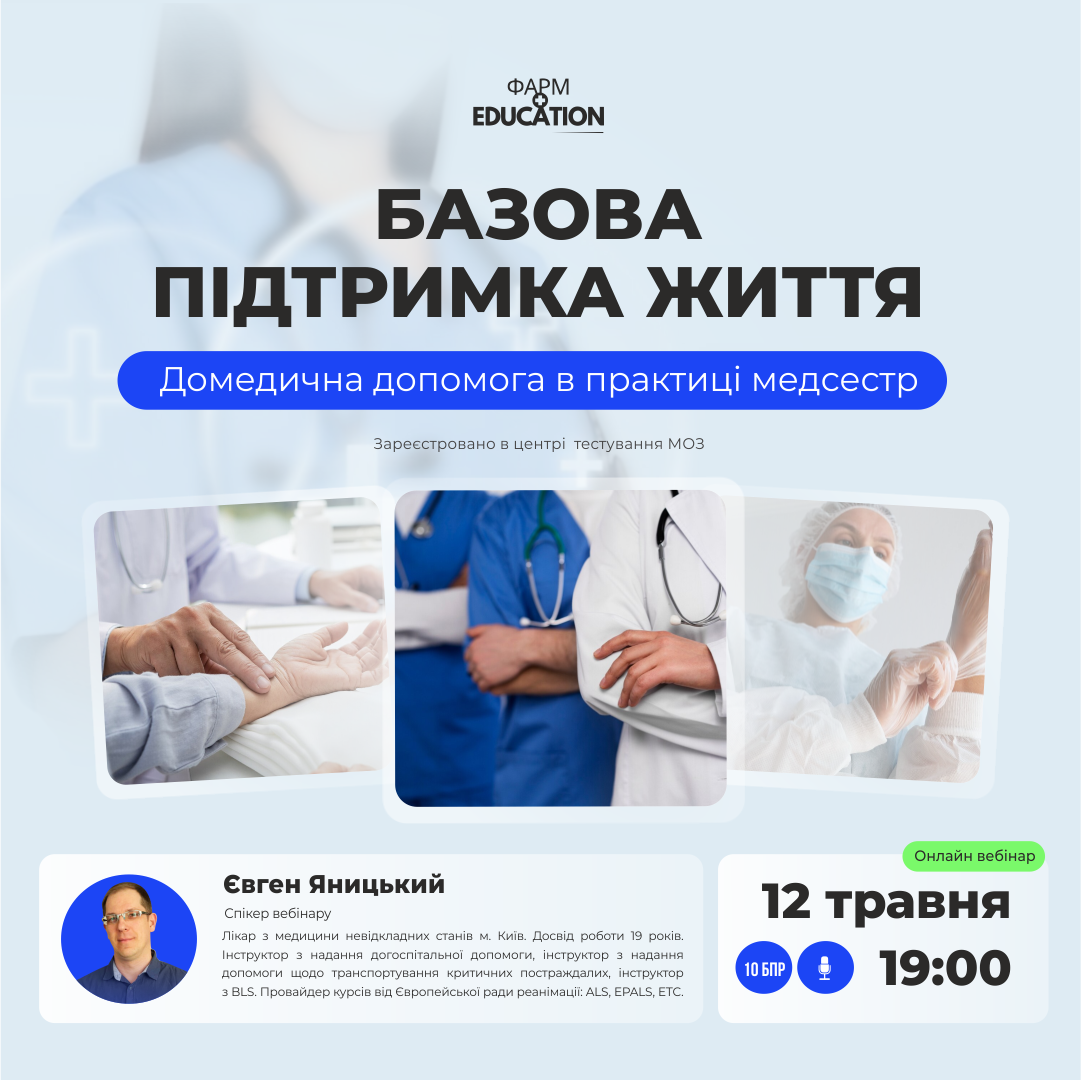 ФАРМ
EDUCATION
БАЗОВА
ПІДТРИМКА ЖИТТЯ
Домедична допомога в практиці медсестр
Зареєстровано в центрі тестування МОЗ
Євген Яницький
Спікер вебінару
Лікар з медицини невідкладних станів м. Київ. Досвід роботи 19 років.
Інструктор з надання догоспітальної допомоги, інструктор з надання
допомоги щодо транспортування критичних постраждалих, інструктор
з BLS. Провайдер курсів від Європейської ради реанімації: ALS, EPALS, ETC.
Онлайн вебінар
12 травня
10 БПР
19:00